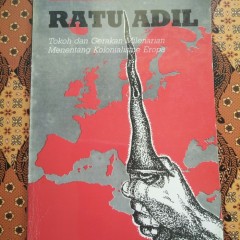 RATU ADIL
Tokoh dan Gerakan Milenarian
Menentang Kolonialisme Eropa